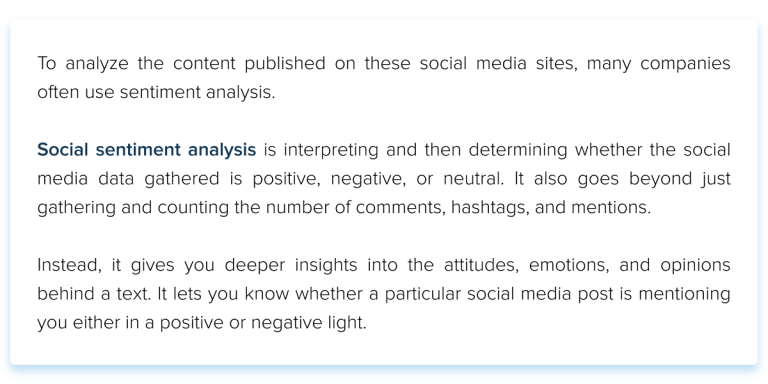 To analyze the content published on these social media sites, many companies
often use sentiment analysis.
Social sentiment analysis is interpreting and then determining whether the social
media data gathered is positive, negative, or neutral. It also goes beyond just
gathering and counting the number of comments, hashtags, and mentions.
Instead, it gives you deeper insights into the attitudes, emotions, and opinions
behind a text. It lets you know whether a particular social media post is mentioning
you either in a positive or negative light.